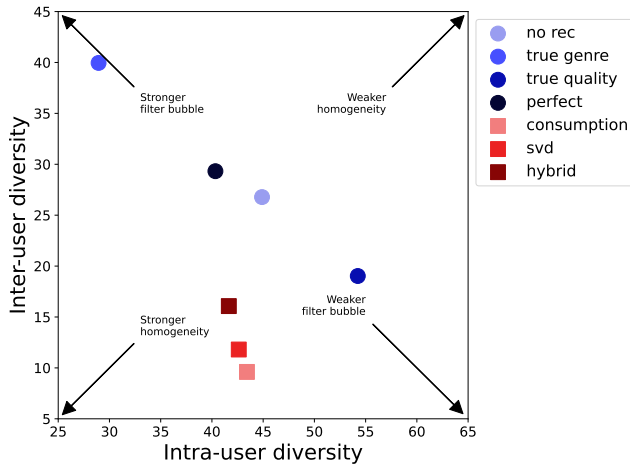 45
40
35
30
25
20
15
10
5
25
30
35
40
45
50
55
60
65
Inter-user diversity
Intra-user diversity
Stronger
filter bubble
Weaker
homogeneity
Stronger
homogeneity
Weaker
filter bubble
no rec
true genre
true quality
perfect
consumption
svd
hybrid